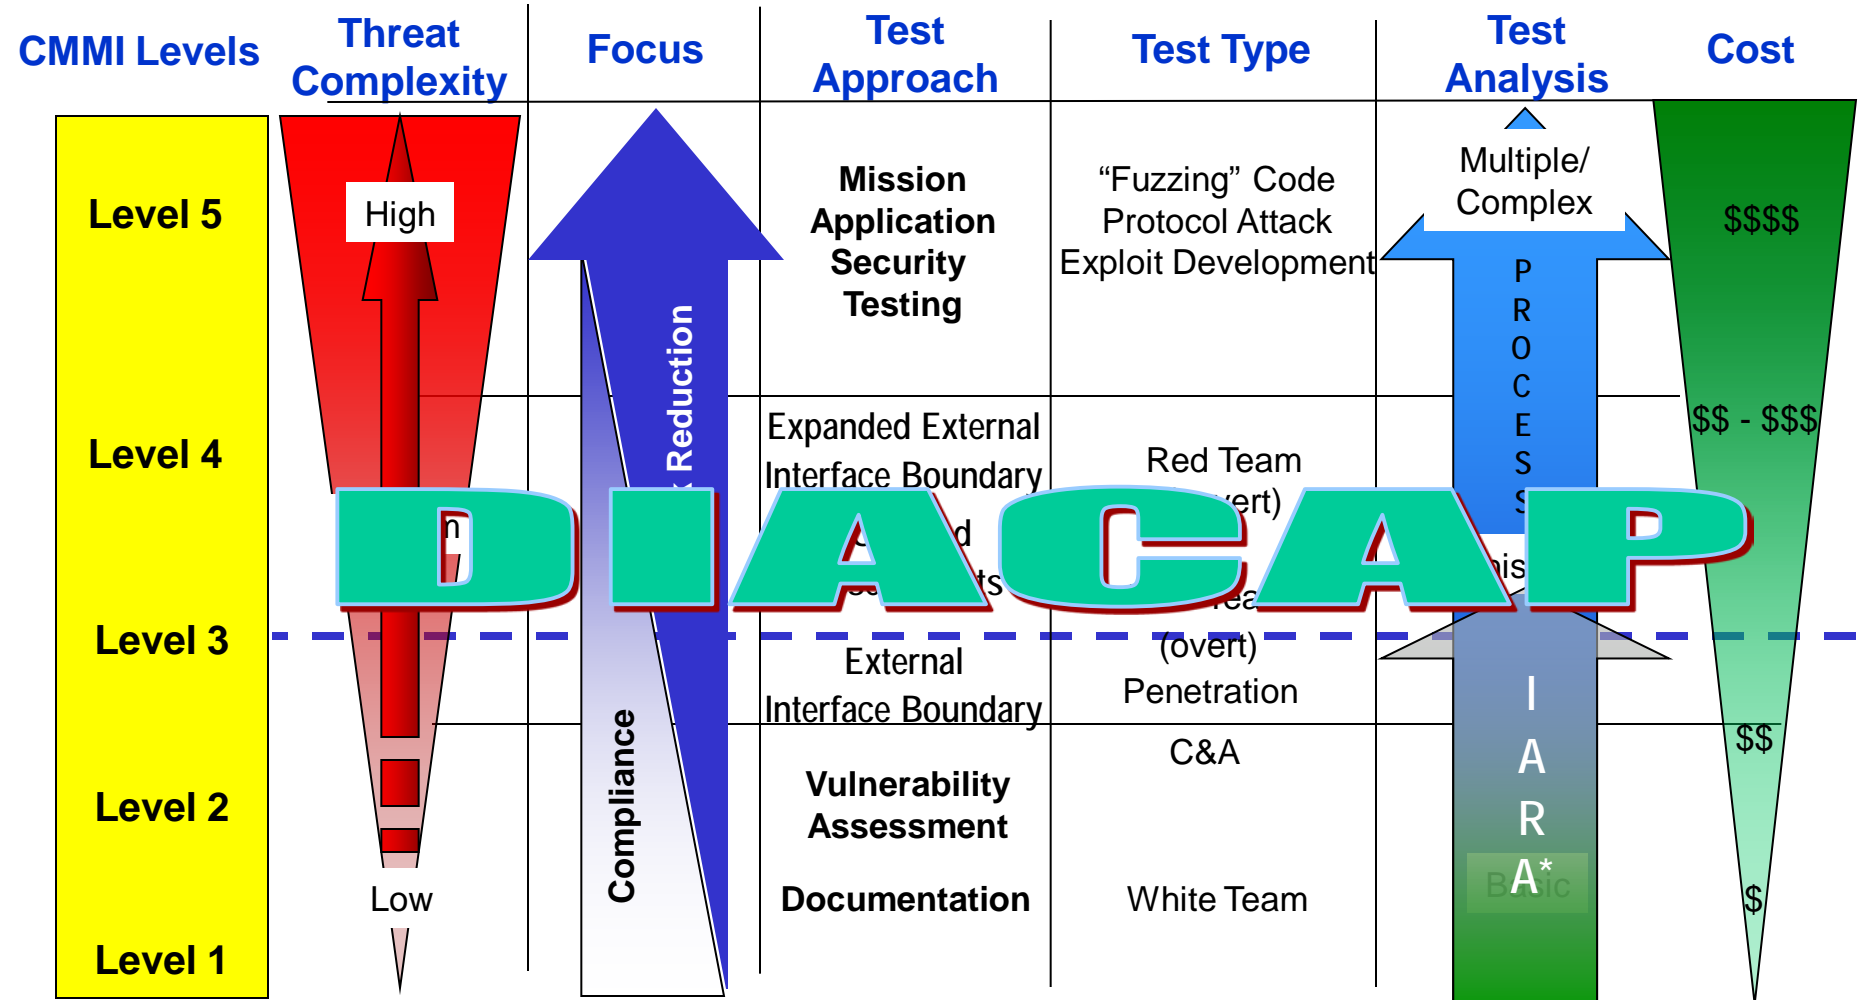 CMMI Levels
Threat
Complexity
Focus
Test
Approach
Test Type
Test
Analysis
Cost
Level 5
Level 4
Level 3
Level 2
Level 1
High
Low
Reduction
Compliance
Mission
Application
Security
Testing
Expanded External
Interface Boundary
External
Interface Boundary
Vulnerability
Assessment
Documentation
“Fuzzing” Code
Protocol Attack
Exploit Development
Red Team
(overt)
Penetration
C&A
White Team
Multiple/
Complex
P
R
O
C
E
S
S
I
A
R
A*
Basic
$$$$
$$ - $$$
$$
$
DIACAP